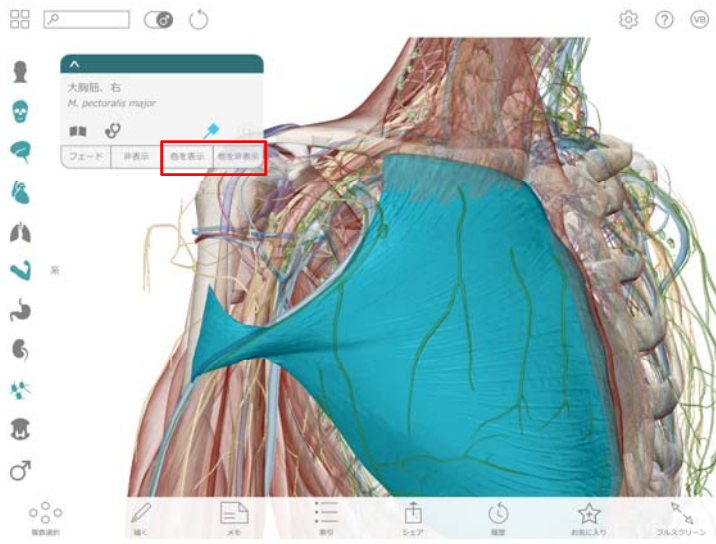 VB
大胸筋、右
M. pectoralis major
フェード 非表示 他を表示 他を非表示
系
複数選択 描く メモ 索引 シェア 履歴 お気に入り フルスクリーン